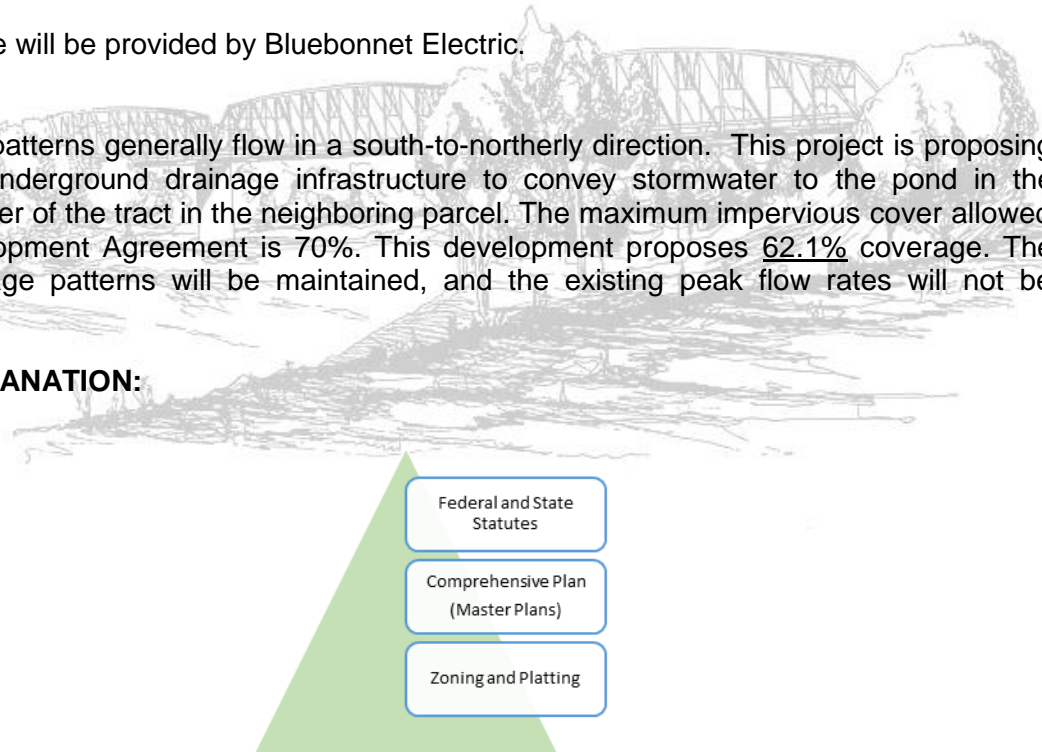 e will be provided by Bluebonnet Electric.
patterns generally flow in a south-to-northerly direction. This project is proposing
nderground drainage infrastructure to convey stormwater to the pond in the
er of the tract in the neighboring parcel. The maximum impervious cover allowed
opment Agreement is 70%. This development proposes 62.1% coverage. The
ge patterns will be maintained, and the existing peak flow rates will not be
ANATION:
Federal and State
Statutes
Comprehensive Plan
(Master Plans)
Zoning and Platting